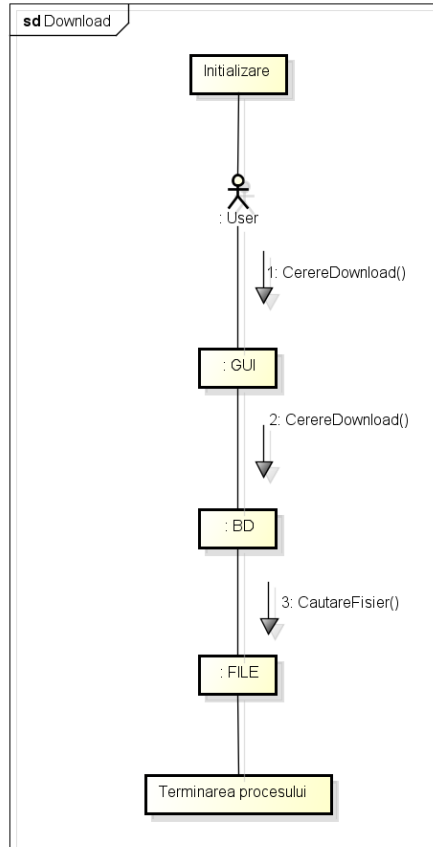 sd Download
Initializare
: User
1: CerereDownload()
: GUI
2: CerereDownload()
: BD
3: CautareFisier()
: FILE
Terminarea procesului